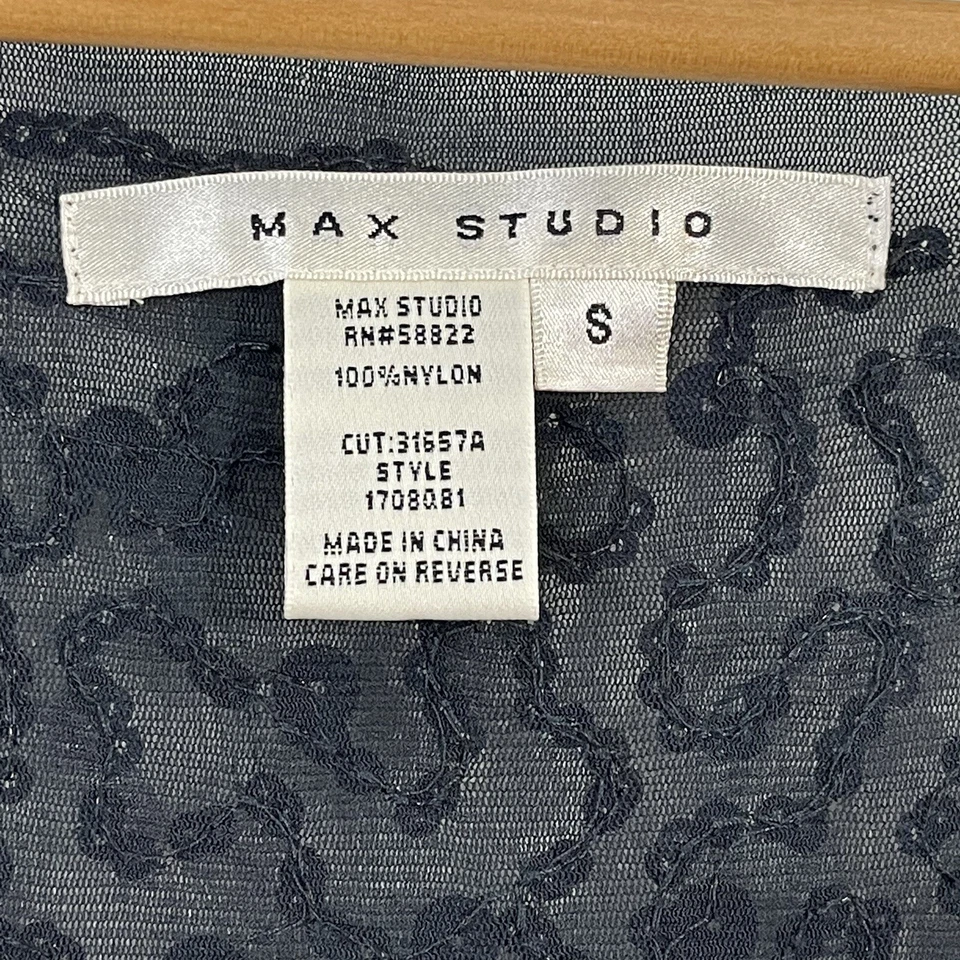 MAX STUDIO
S
MAX STUDIO
RN#58822
100%NYLON
CUT:31657A
STYLE
1708Q81
MADE IN CHINA
CARE ON REVERSE